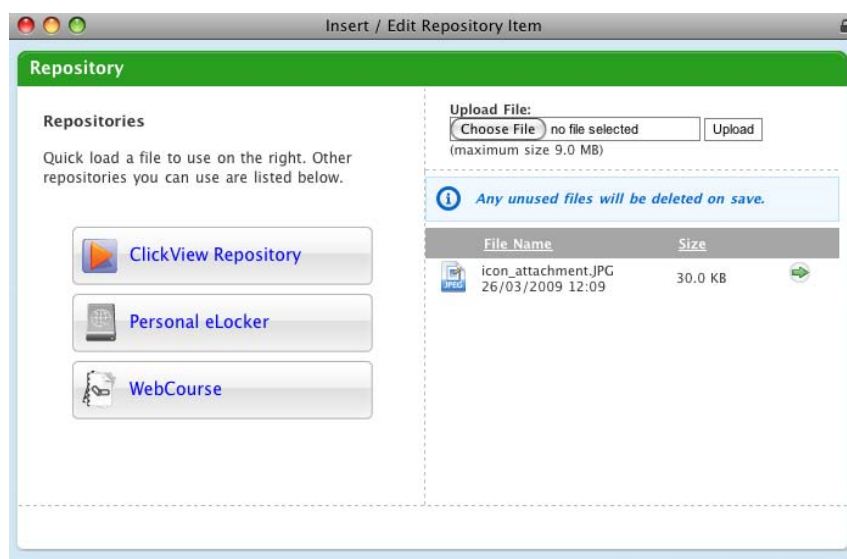 Insert / Edit Repository Item
Repository
Repositories
Quick load a file to use on the right. Other
repositories you can use are listed below.
ClickView Repository
Personal eLocker
WebCourse
Upload File:
Choose File no file selected Upload
(maximum size 9.0 MB)
Any unused files will be deleted on save.
File Name Size
JPEG
icon_attachment.JPG
26/03/2009 12:09
30.0 KB